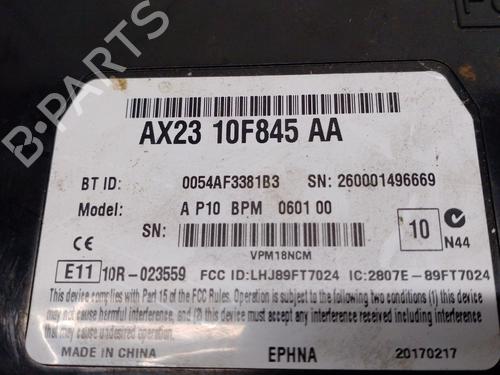 AX23 10F845 AA
BT ID: 0054AF3381B3 SN: 260001496669
Model: A P10 BPM 0601 00
10
N44
SN:
VPM18NCM
CE
E11 10R-023559 FCC ID:LHJ89FT7024 IC:2807E-89FT7024
This device complies with Part 15 of the FCC Rules. Operation is subject to the following two conditions (1) this device
may not cause harmful interference, and (2) this device must accept any interference received including interference
that may cause undesired operation.
MADE IN CHINA EPHNA 20170217